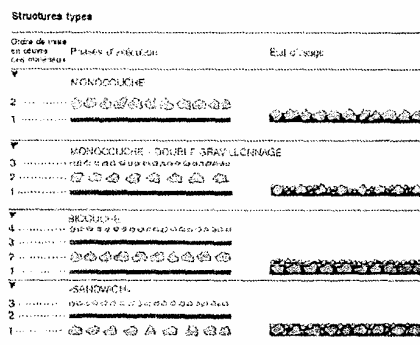 Structures types
Ordre de mise
en œuvre
des matériaux
Phases d'exécution
État d'usage
MONOCOUCHE
2
1
MONOCOUCHE - DOUBLE GRAVILLONNAGE
3
2
1
BICOUCHE
4
3
2
1
«SANDWICH»
3
2
1